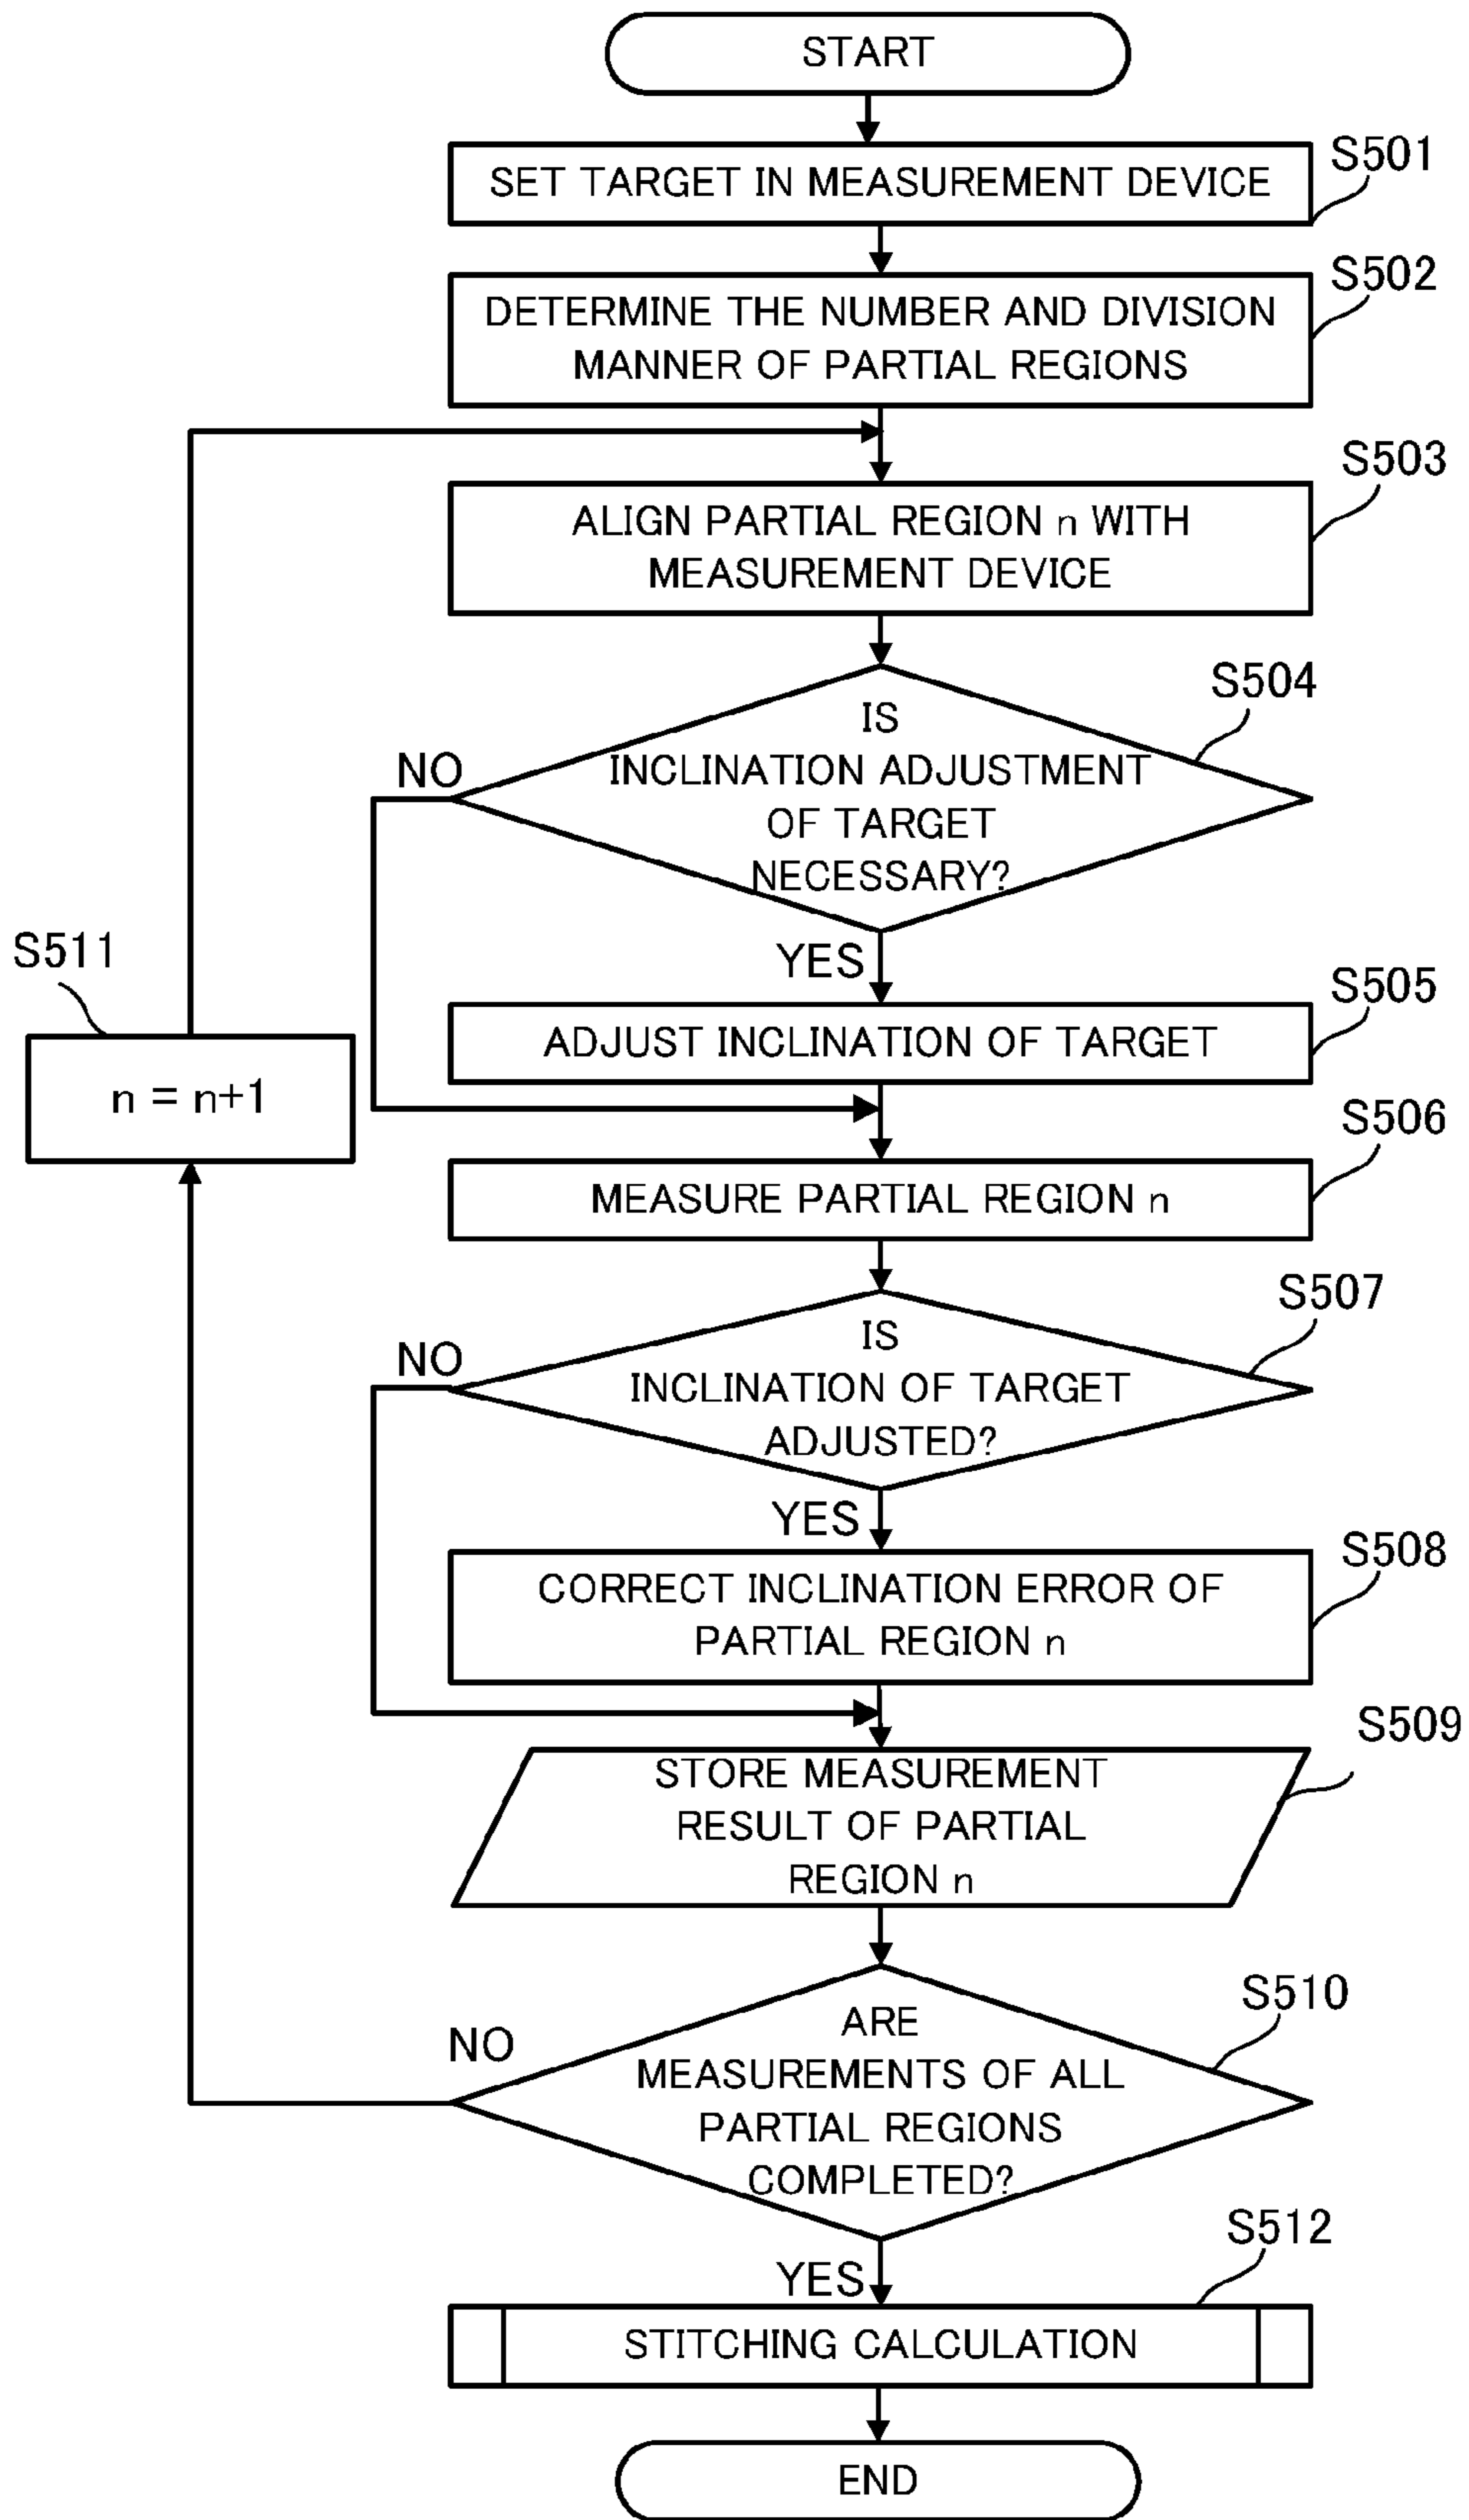 START
SET TARGET IN MEASUREMENT DEVICE
S501
DETERMINE THE NUMBER AND DIVISION
MANNER OF PARTIAL REGIONS
S502
ALIGN PARTIAL REGION n WITH
MEASUREMENT DEVICE
S503
IS
INCLINATION ADJUSTMENT
OF TARGET
NECESSARY?
S504
NO
YES
ADJUST INCLINATION OF TARGET
S505
S511
n = n+1
MEASURE PARTIAL REGION n
S506
IS
INCLINATION OF TARGET
ADJUSTED?
S507
NO
YES
CORRECT INCLINATION ERROR OF
PARTIAL REGION n
S508
STORE MEASUREMENT
RESULT OF PARTIAL
REGION n
S509
ARE
MEASUREMENTS OF ALL
PARTIAL REGIONS
COMPLETED?
S510
NO
YES
STITCHING CALCULATION
S512
END